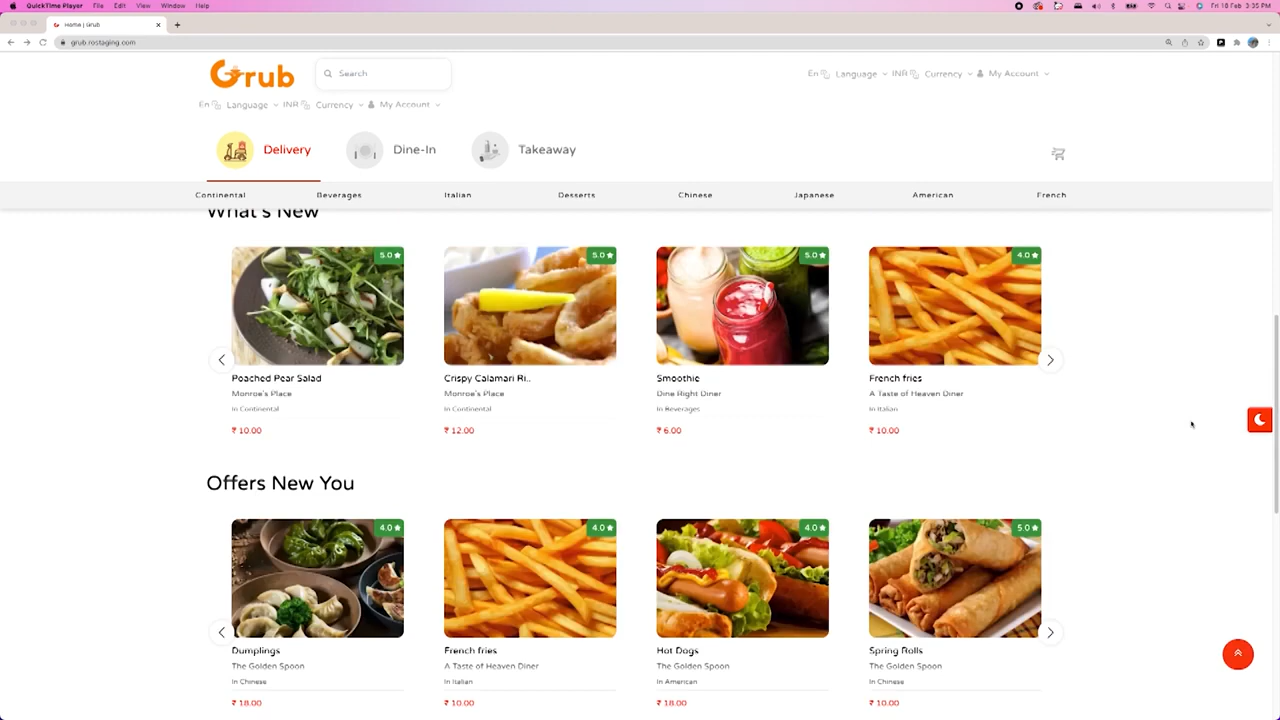 QuickTime Player File Edit View Window Help Fri 10 Feb 3:35 PM
Home | Grub
grub.rostaging.com
Grub Search En Language INR Currency My Account
En Language INR Currency My Account
Delivery Dine-In Takeaway
Continental Beverages Italian Desserts Chinese Japanese American French
What's New
5.0 5.0 5.0 4.0
Poached Pear Salad Crispy Calamari Ri.. Smoothie French fries
Monroe's Place Monroe's Place Dine Right Diner A Taste of Heaven Diner
In Continental In Continental In Beverages In Italian
₹ 10.00 ₹ 12.00 ₹ 6.00 ₹ 10.00
Offers New You
4.0 4.0 4.0 5.0
Dumplings French fries Hot Dogs Spring Rolls
The Golden Spoon A Taste of Heaven Diner The Golden Spoon The Golden Spoon
In Chinese In Italian In American In Chinese
₹ 18.00 ₹ 10.00 ₹ 18.00 ₹ 10.00